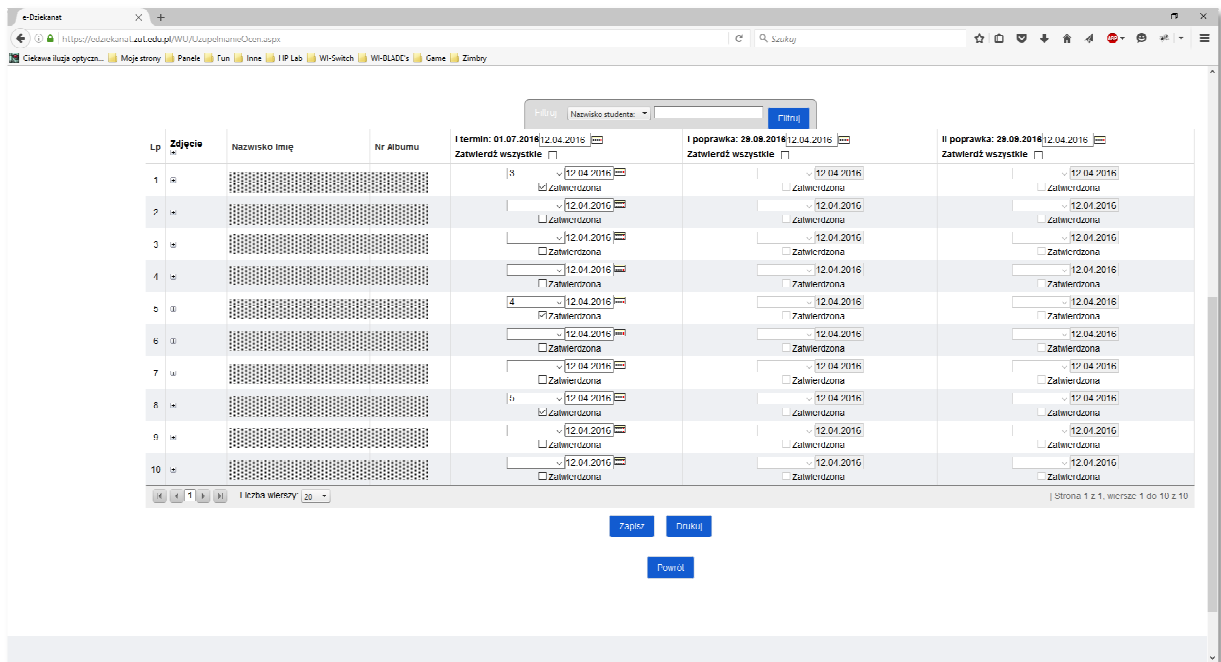 e-Dziekanat
https://edziekanat.zut.edu.pl/WU/UzupelnianieOcen.aspx
Szukaj
Ciekawa iluzja optyczn... Moje strony Panele Fun Inne HP Lab WI-Switch WI-BLADE's Game Zimbry
Filtruj Nazwisko studenta: Filtruj
Lp Zdjęcie Nazwisko Imię Nr Albumu
I termin: 01.07.2016 12.04.2016 I poprawka: 29.09.2016 12.04.2016 II poprawka: 29.09.2016 12.04.2016
Zatwierdź wszystkie Zatwierdź wszystkie Zatwierdź wszystkie
1 3 12.04.2016 12.04.2016 12.04.2016
Zatwierdzona Zatwierdzona Zatwierdzona
2 12.04.2016 12.04.2016 12.04.2016
Zatwierdzona Zatwierdzona Zatwierdzona
3 12.04.2016 12.04.2016 12.04.2016
Zatwierdzona Zatwierdzona Zatwierdzona
4 12.04.2016 12.04.2016 12.04.2016
Zatwierdzona Zatwierdzona Zatwierdzona
5 4 12.04.2016 12.04.2016 12.04.2016
Zatwierdzona Zatwierdzona Zatwierdzona
6 12.04.2016 12.04.2016 12.04.2016
Zatwierdzona Zatwierdzona Zatwierdzona
7 12.04.2016 12.04.2016 12.04.2016
Zatwierdzona Zatwierdzona Zatwierdzona
8 5 12.04.2016 12.04.2016 12.04.2016
Zatwierdzona Zatwierdzona Zatwierdzona
9 12.04.2016 12.04.2016 12.04.2016
Zatwierdzona Zatwierdzona Zatwierdzona
10 12.04.2016 12.04.2016 12.04.2016
Zatwierdzona Zatwierdzona Zatwierdzona
1 Liczba wierszy: 20 | Strona 1 z 1, wiersze 1 do 10 z 10
Zapisz Drukuj
Powrót